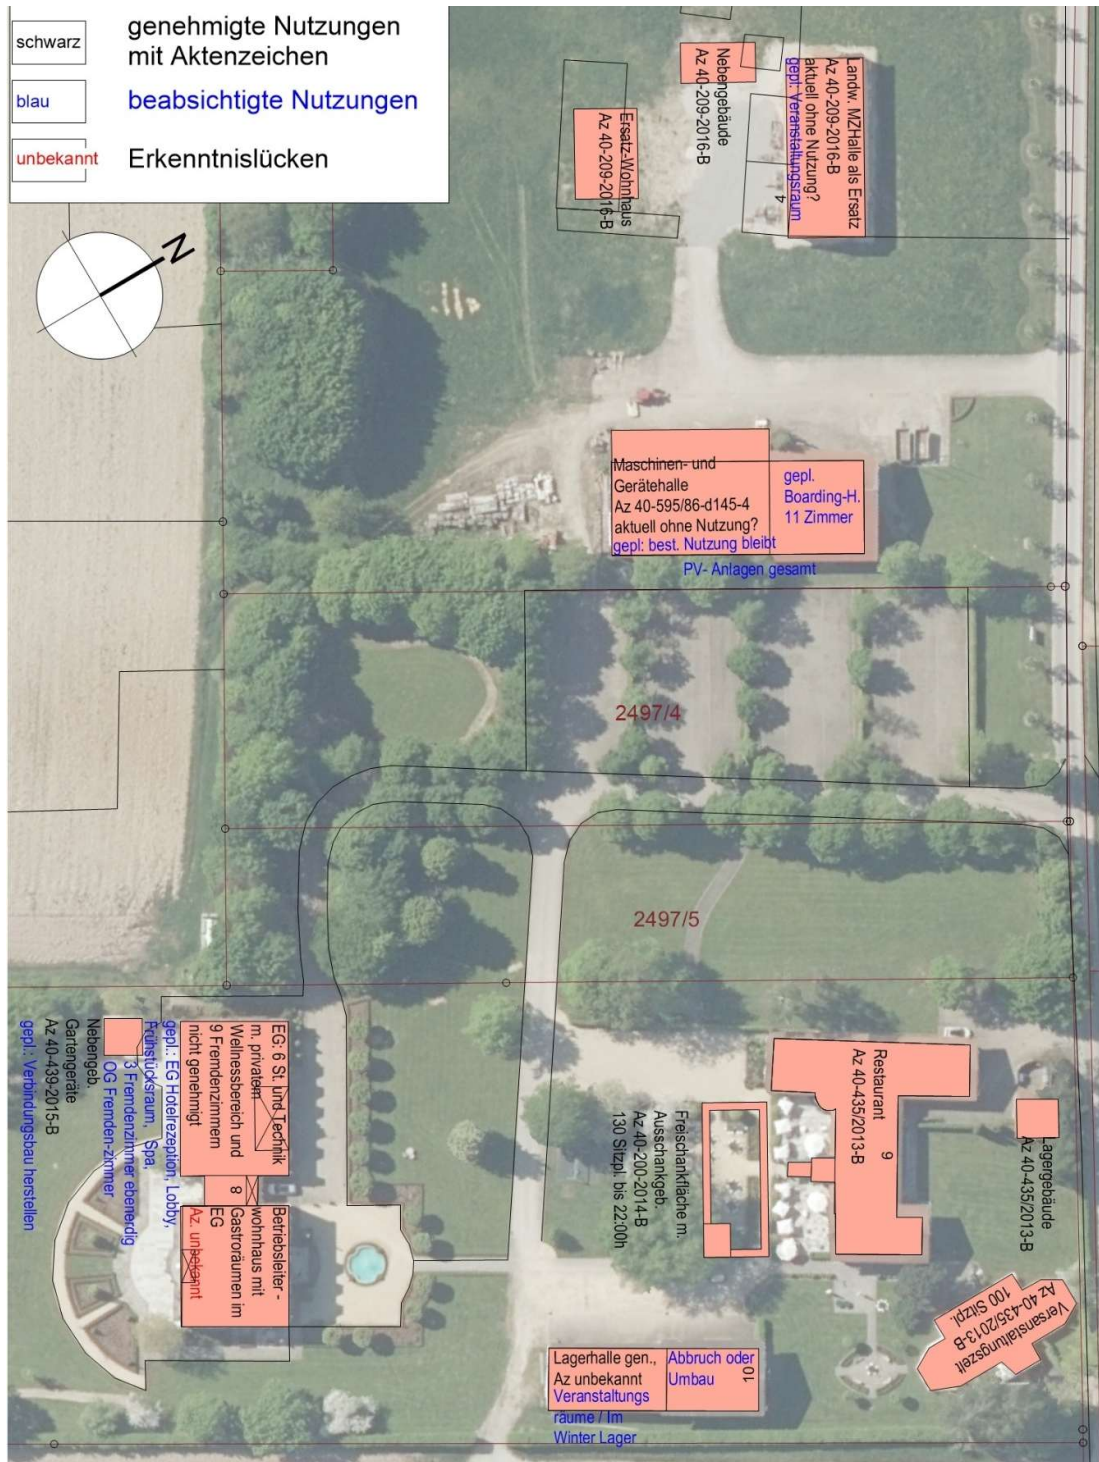 schwarz
genehmigte Nutzungen
mit Aktenzeichen
blau
beabsichtigte Nutzungen
unbekannt
Erkenntnislücken
N
Ersatz-Wohnhaus
Az 40-209-2016-B
Nebengebäude
Az 40-209-2016-B
Landw. MZHalle als Ersatz
Az 40-209-2016-B
aktuell ohne Nutzung?
gepl: Veranstaltungsraum
4
Maschinen- und
Gerätehalle
Az 40-595/86-d145-4
aktuell ohne Nutzung?
gepl: best. Nutzung bleibt
gepl.
Boarding-H.
11 Zimmer
PV- Anlagen gesamt
2497/4
2497/5
EG: 6 St. und Technik
m. privatem
Wellnessbereich und
9 Fremdenzimmern
nicht genehmigt
gepl.: EG Hotelrezeption, Lobby,
Frühstücksraum, Spa,
3 Fremdenzimmer ebenerdig
OG Fremden-zimmer
Nebengeb.
Gartengeräte
Az 40-439-2015-B
gepl.: Verbindungsbau herstellen
8
Betriebsleiter -
wohnhaus mit
Gastroräumen im
EG
Az. unbekannt
Freischankfläche m.
Ausschankgeb.
Az 40-200-2014-B
130 Sitzpl. bis 22:00h
9
Restaurant
Az 40-435/2013-B
Lagergebäude
Az 40-435/2013-B
Versanstaltungszelt
Az 40-435/2013-B
100 Sitzpl.
Lagerhalle gen.,
Az unbekannt
Veranstaltungs
räume / Im
Winter Lager
Abbruch oder
Umbau
10